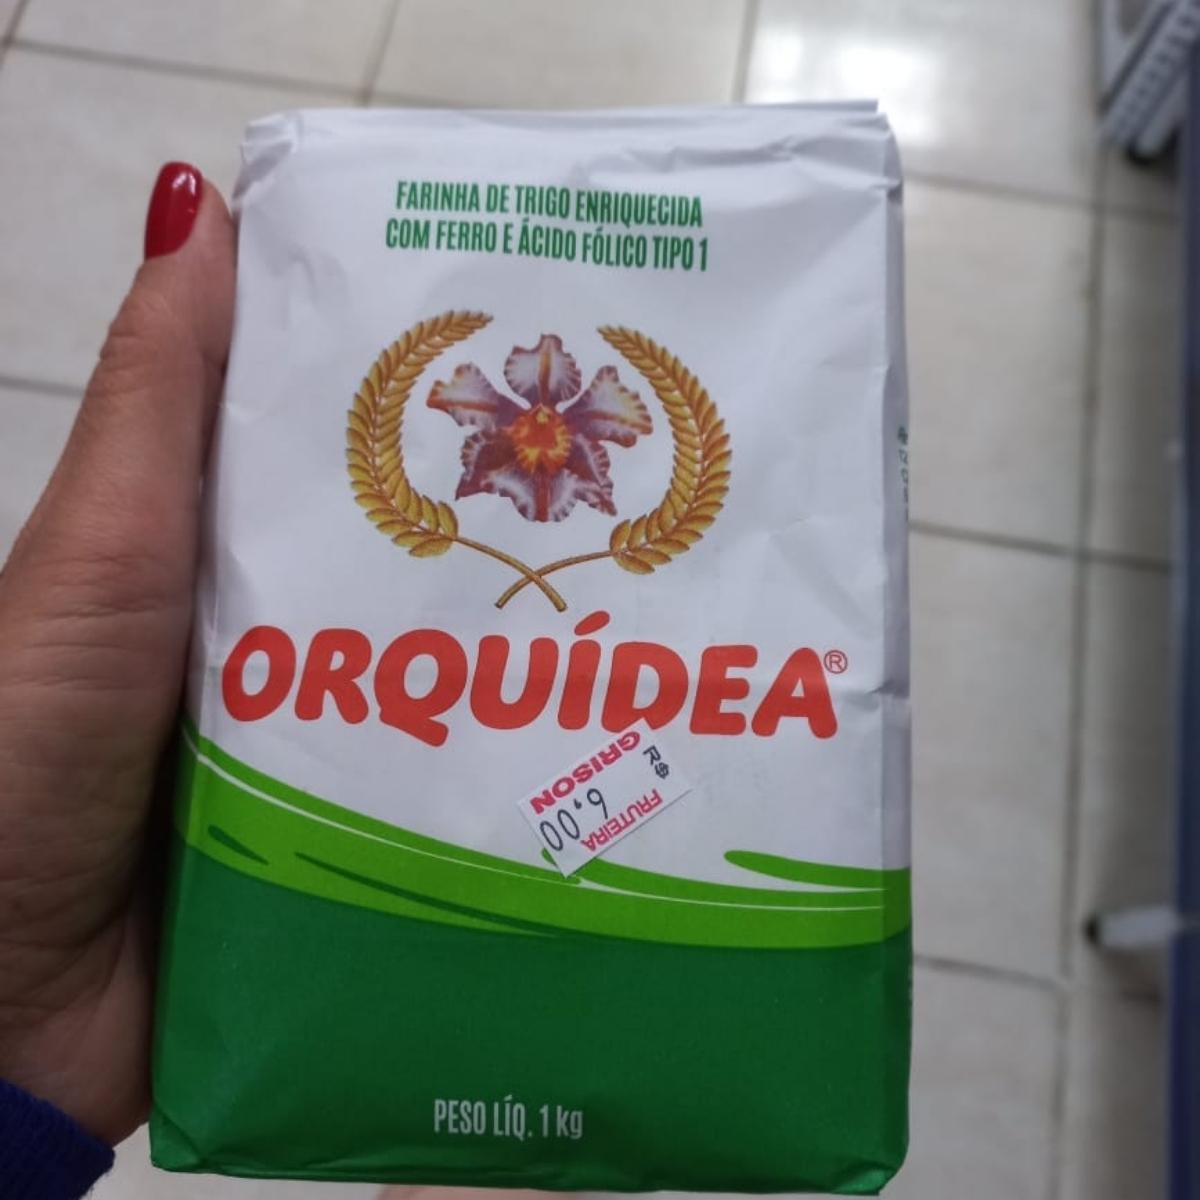 FARINHA DE TRIGO ENRIQUECIDA
COM FERRO E ÁCIDO FÓLICO TIPO 1
ORQUÍDEA®
FRUTEIRA
GRISON
R$ 6,00
PESO LÍQ. 1 kg